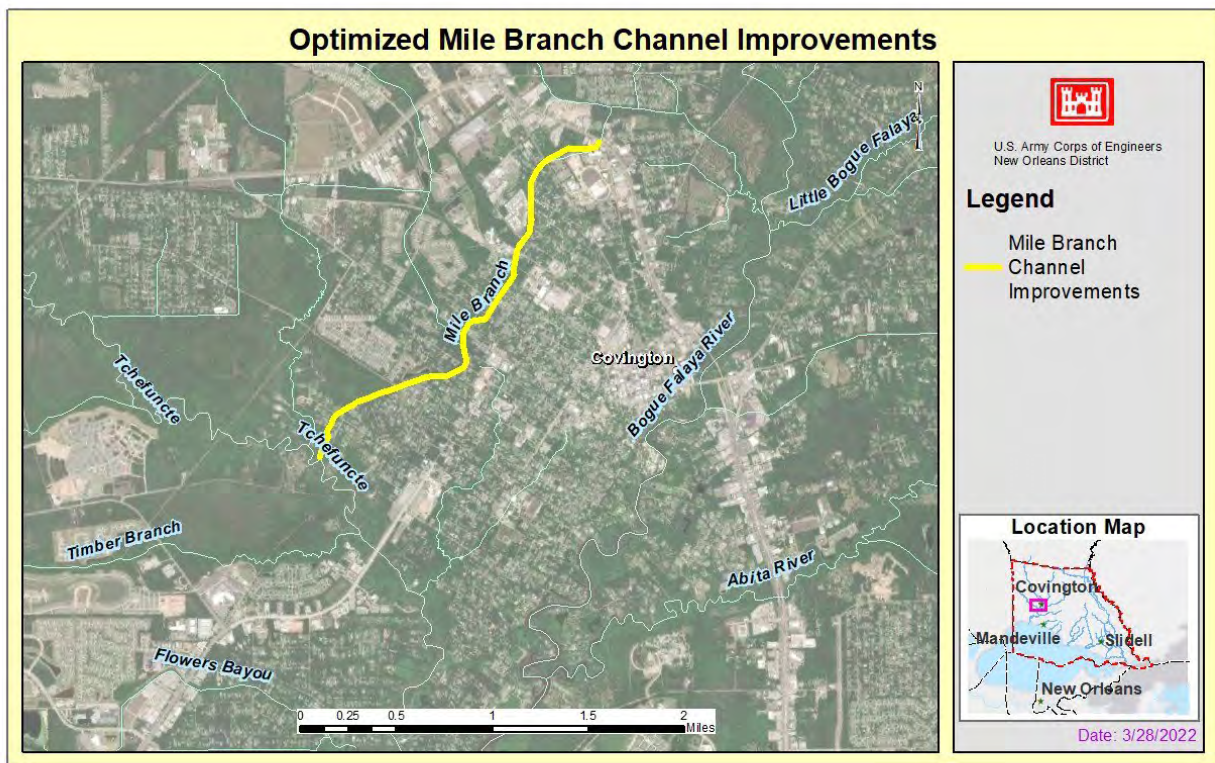 Optimized Mile Branch Channel Improvements
N
Little Bogue Falaya
Mile Branch
Covington
Bogue Falaya River
Tchefuncte
Tchefuncte
Timber Branch
Abita River
Flowers Bayou
0 0.25 0.5 1 1.5 2
Miles
U.S. Army Corps of Engineers
New Orleans District
Legend
Mile Branch
Channel
Improvements
Location Map
Covington
Mandeville
Slidell
New Orleans
Date: 3/28/2022